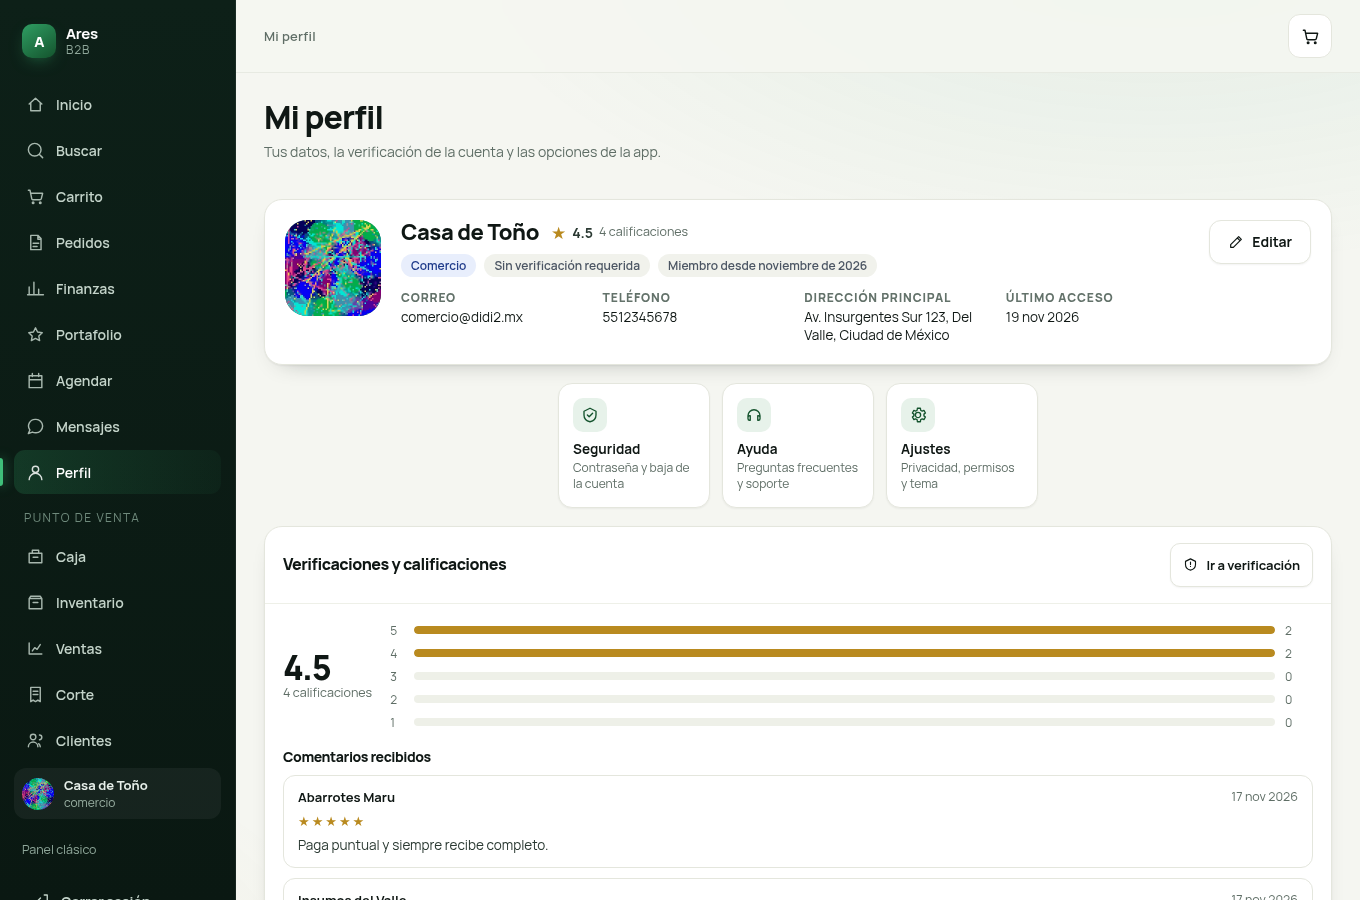 A
Ares
B2B
Inicio
Buscar
Carrito
Pedidos
Finanzas
Portafolio
Agendar
Mensajes
Perfil
PUNTO DE VENTA
Caja
Inventario
Ventas
Corte
Clientes
Casa de Toño
comercio
Panel clásico
Mi perfil
Mi perfil
Tus datos, la verificación de la cuenta y las opciones de la app.
Casa de Toño ★ 4.5 4 calificaciones
Editar
Comercio Sin verificación requerida Miembro desde noviembre de 2026
CORREO
comercio@didi2.mx
TELÉFONO
5512345678
DIRECCIÓN PRINCIPAL
Av. Insurgentes Sur 123, Del
Valle, Ciudad de México
ÚLTIMO ACCESO
19 nov 2026
Seguridad
Contraseña y baja de
la cuenta
Ayuda
Preguntas frecuentes
y soporte
Ajustes
Privacidad, permisos
y tema
Verificaciones y calificaciones
Ir a verificación
4.5
4 calificaciones
5 2
4 2
3 0
2 0
1 0
Comentarios recibidos
Abarrotes Maru 17 nov 2026
★★★★★
Paga puntual y siempre recibe completo.
Insumos del Valle 17 nov 2026